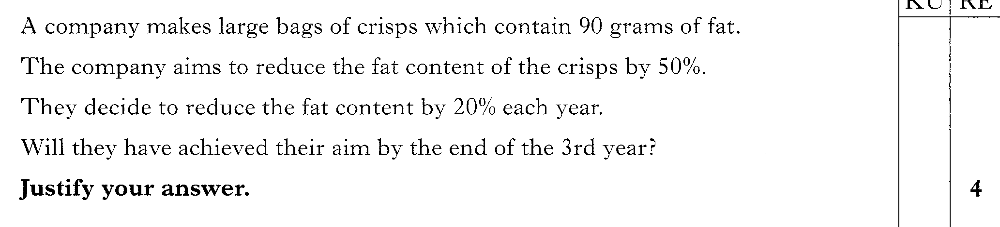 KU RE
A company makes large bags of crisps which contain 90 grams of fat.
The company aims to reduce the fat content of the crisps by 50%.
They decide to reduce the fat content by 20% each year.
Will they have achieved their aim by the end of the 3rd year?
Justify your answer.
4